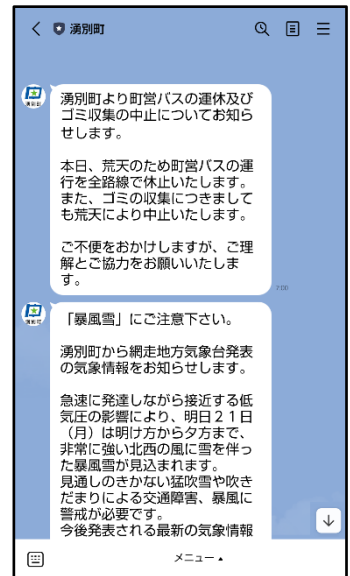 湧別町
湧別町より町営バスの運休及び
ゴミ収集の中止についてお知ら
せします。
本日、荒天のため町営バスの運
行を全路線で休止いたします。
また、ゴミの収集につきまして
も荒天により中止いたします。
ご不便をおかけしますが、ご理
解とご協力をお願いいたしま
す。
「暴風雪」にご注意下さい。
湧別町から網走地方気象台発表
の気象情報をお知らせします。
急速に発達しながら接近する低
気圧の影響により、明日２１日
（月）は明け方から夕方まで、
非常に強い北西の風に雪を伴っ
た暴風雪が見込まれます。
見通しのきかない猛吹雪や吹き
だまりによる交通障害、暴風に
警戒が必要です。
今後発表される最新の気象情報
メニュー